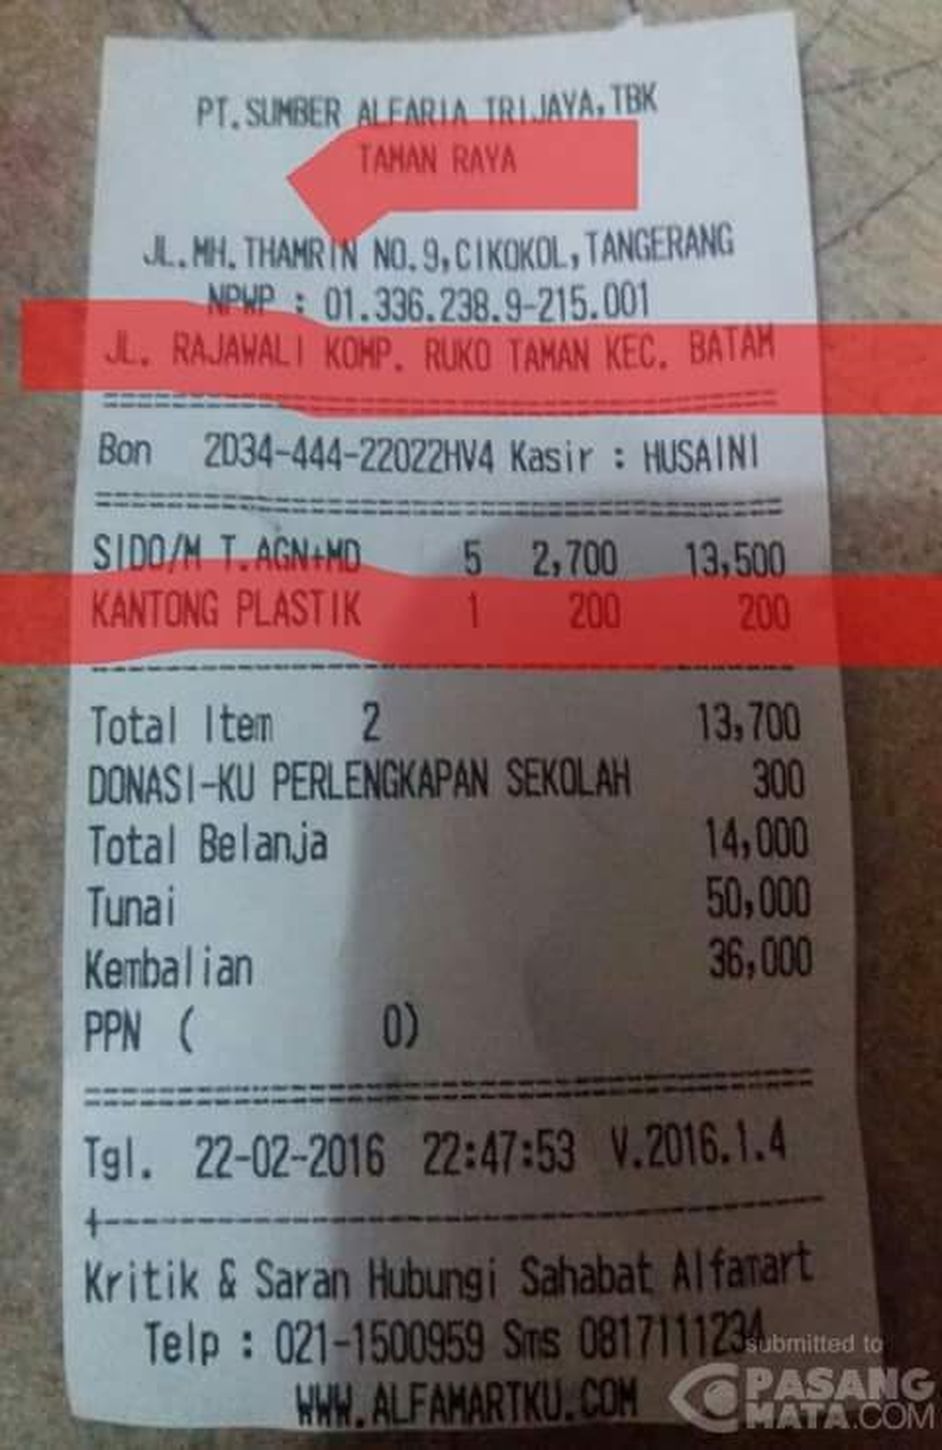 PT.SUMBER ALFARIA TRIJAYA,TBK
TAMAN RAYA
JL.MH.THAMRIN NO.9,CIKOKOL,TANGERANG
NPWP : 01.336.238.9-215.001
JL. RAJAWALI KOMP. RUKO TAMAN KEC. BATAM
Bon 2D34-444-22022HV4 Kasir : HUSAINI
SIDO/M T.AGN+MD 5 2,700 13,500
KANTONG PLASTIK 1 200 200
Total Item 2 13,700
DONASI-KU PERLENGKAPAN SEKOLAH 300
Total Belanja 14,000
Tunai 50,000
Kembalian 36,000
PPN ( 0)
Tgl. 22-02-2016 22:47:53 V.2016.1.4
Kritik & Saran Hubungi Sahabat Alfamart
Telp : 021-1500959 Sms 0817111234
WWW.ALFAMARTKU.COM
submitted to
PASANG
MATA.COM